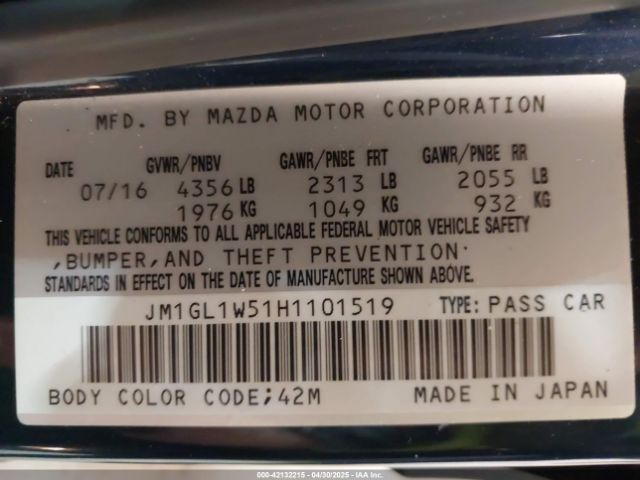 MFD. BY MAZDA MOTOR CORPORATION
DATE GVWR/PNBV GAWR/PNBE FRT GAWR/PNBE RR
07/16 4356 LB 2313 LB 2055 LB
1976 KG 1049 KG 932 KG
THIS VEHICLE CONFORMS TO ALL APPLICABLE FEDERAL MOTOR VEHICLE SAFETY
,BUMPER,AND THEFT PREVENTION
STANDARDS IN EFFECT ON THE DATE OF MANUFACTURE SHOWN ABOVE.
JM1GL1W51H1101519 TYPE: PASS CAR
BODY COLOR CODE;42M MADE IN JAPAN
000-42132215 - 04/30/2025 - IAA Inc.